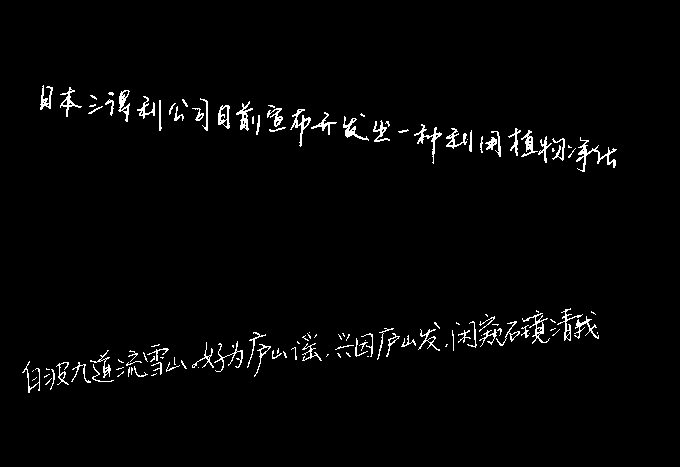 日本三得利公司日前宣布开发出一种利用植物净化
白波九道流雪山。好为庐山谣,兴因庐山发,闲窥石镜清我